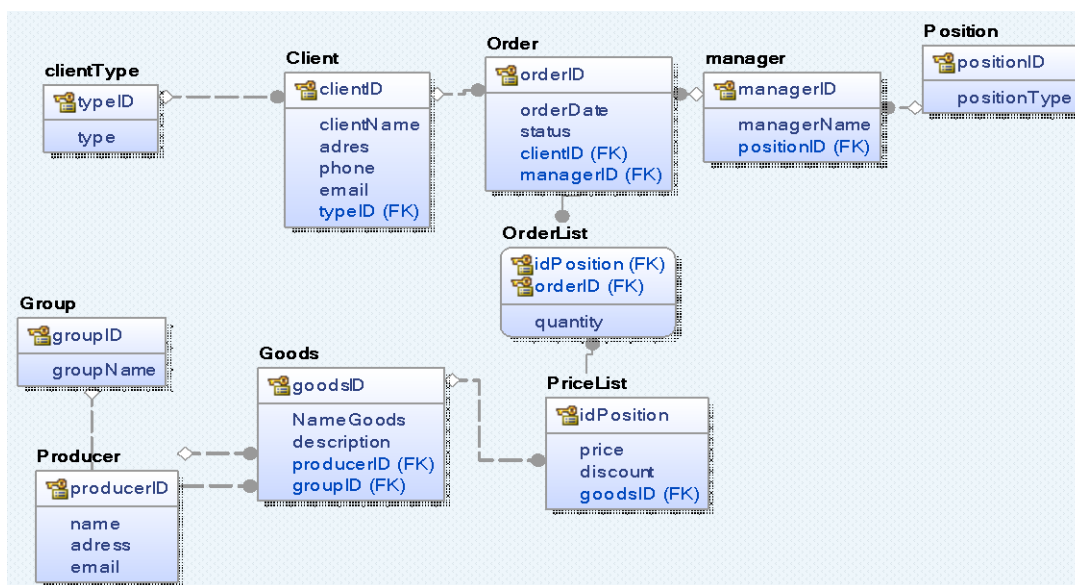 clientType
typeID
type
Client
clientID
clientName
adres
phone
email
typeID (FK)
Order
orderID
orderDate
status
clientID (FK)
managerID (FK)
manager
managerID
managerName
positionID (FK)
Position
positionID
positionType
OrderList
idPosition (FK)
orderID (FK)
quantity
Group
groupID
groupName
Goods
goodsID
NameGoods
description
producerID (FK)
groupID (FK)
PriceList
idPosition
price
discount
goodsID (FK)
Producer
producerID
name
adress
email